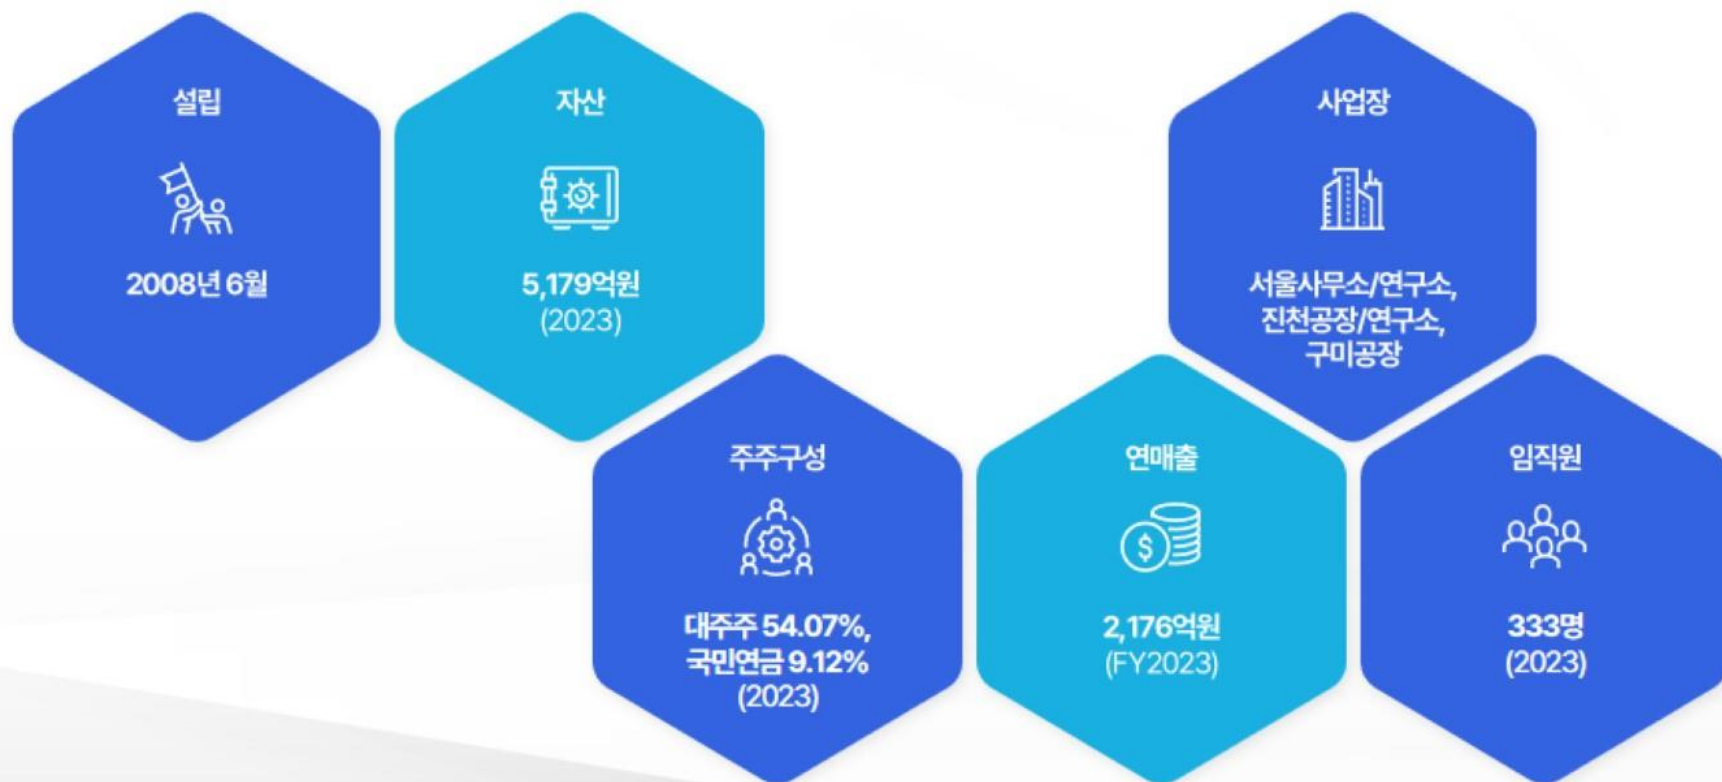 설립
2008년 6월
자산
5,179억원
(2023)
주주구성
대주주 54.07%,
국민연금 9.12%
(2023)
연매출
$
2,176억원
(FY2023)
사업장
서울사무소/연구소,
진천공장/연구소,
구미공장
임직원
333명
(2023)